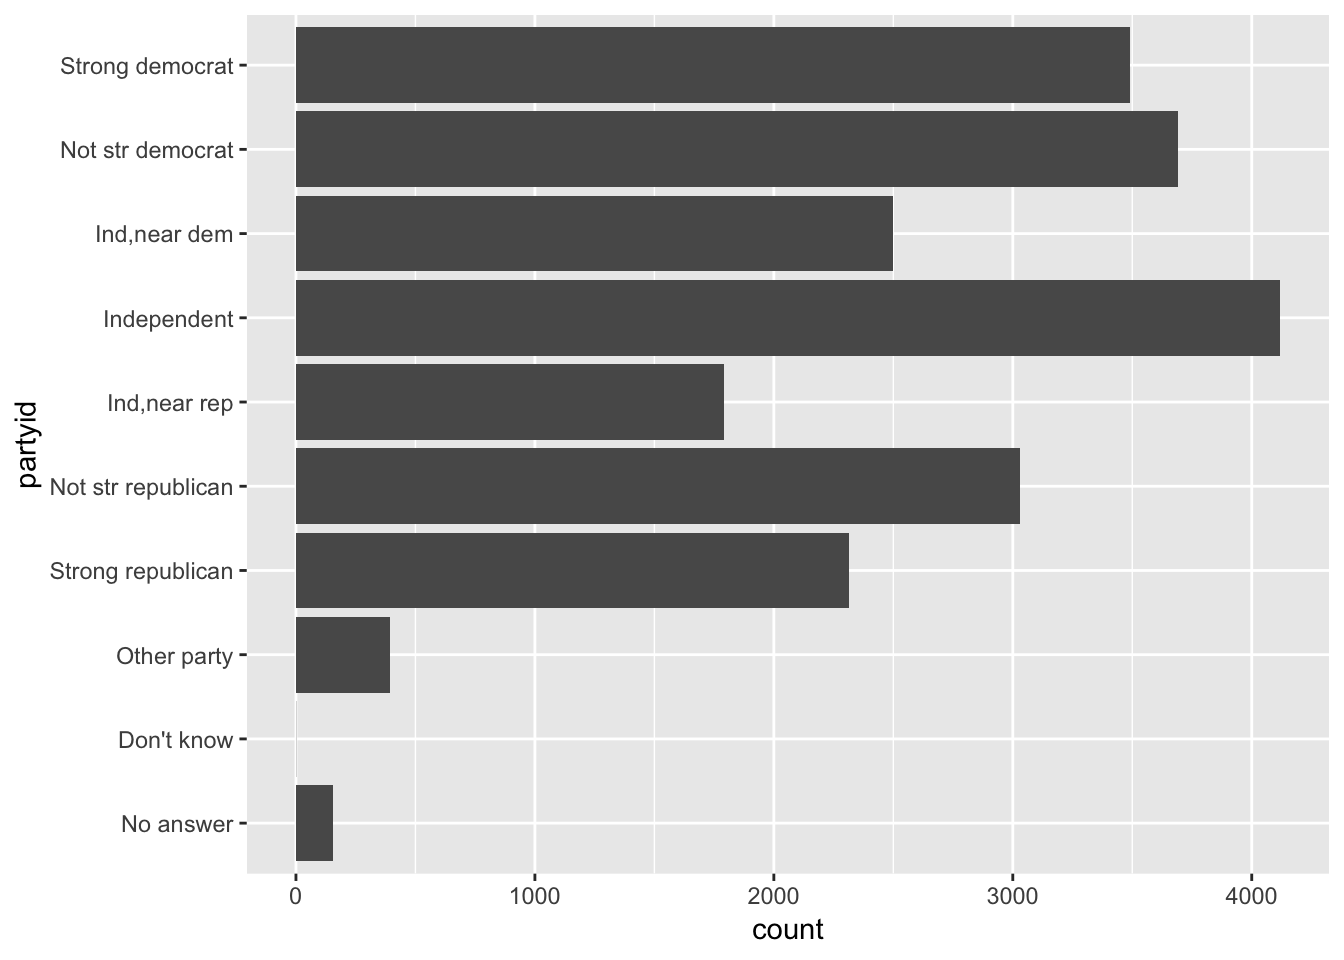 Strong democrat
Not str democrat
Ind,near dem
Independent
Ind,near rep
Not str republican
Strong republican
Other party
Don't know
No answer
partyid
0 1000 2000 3000 4000
count